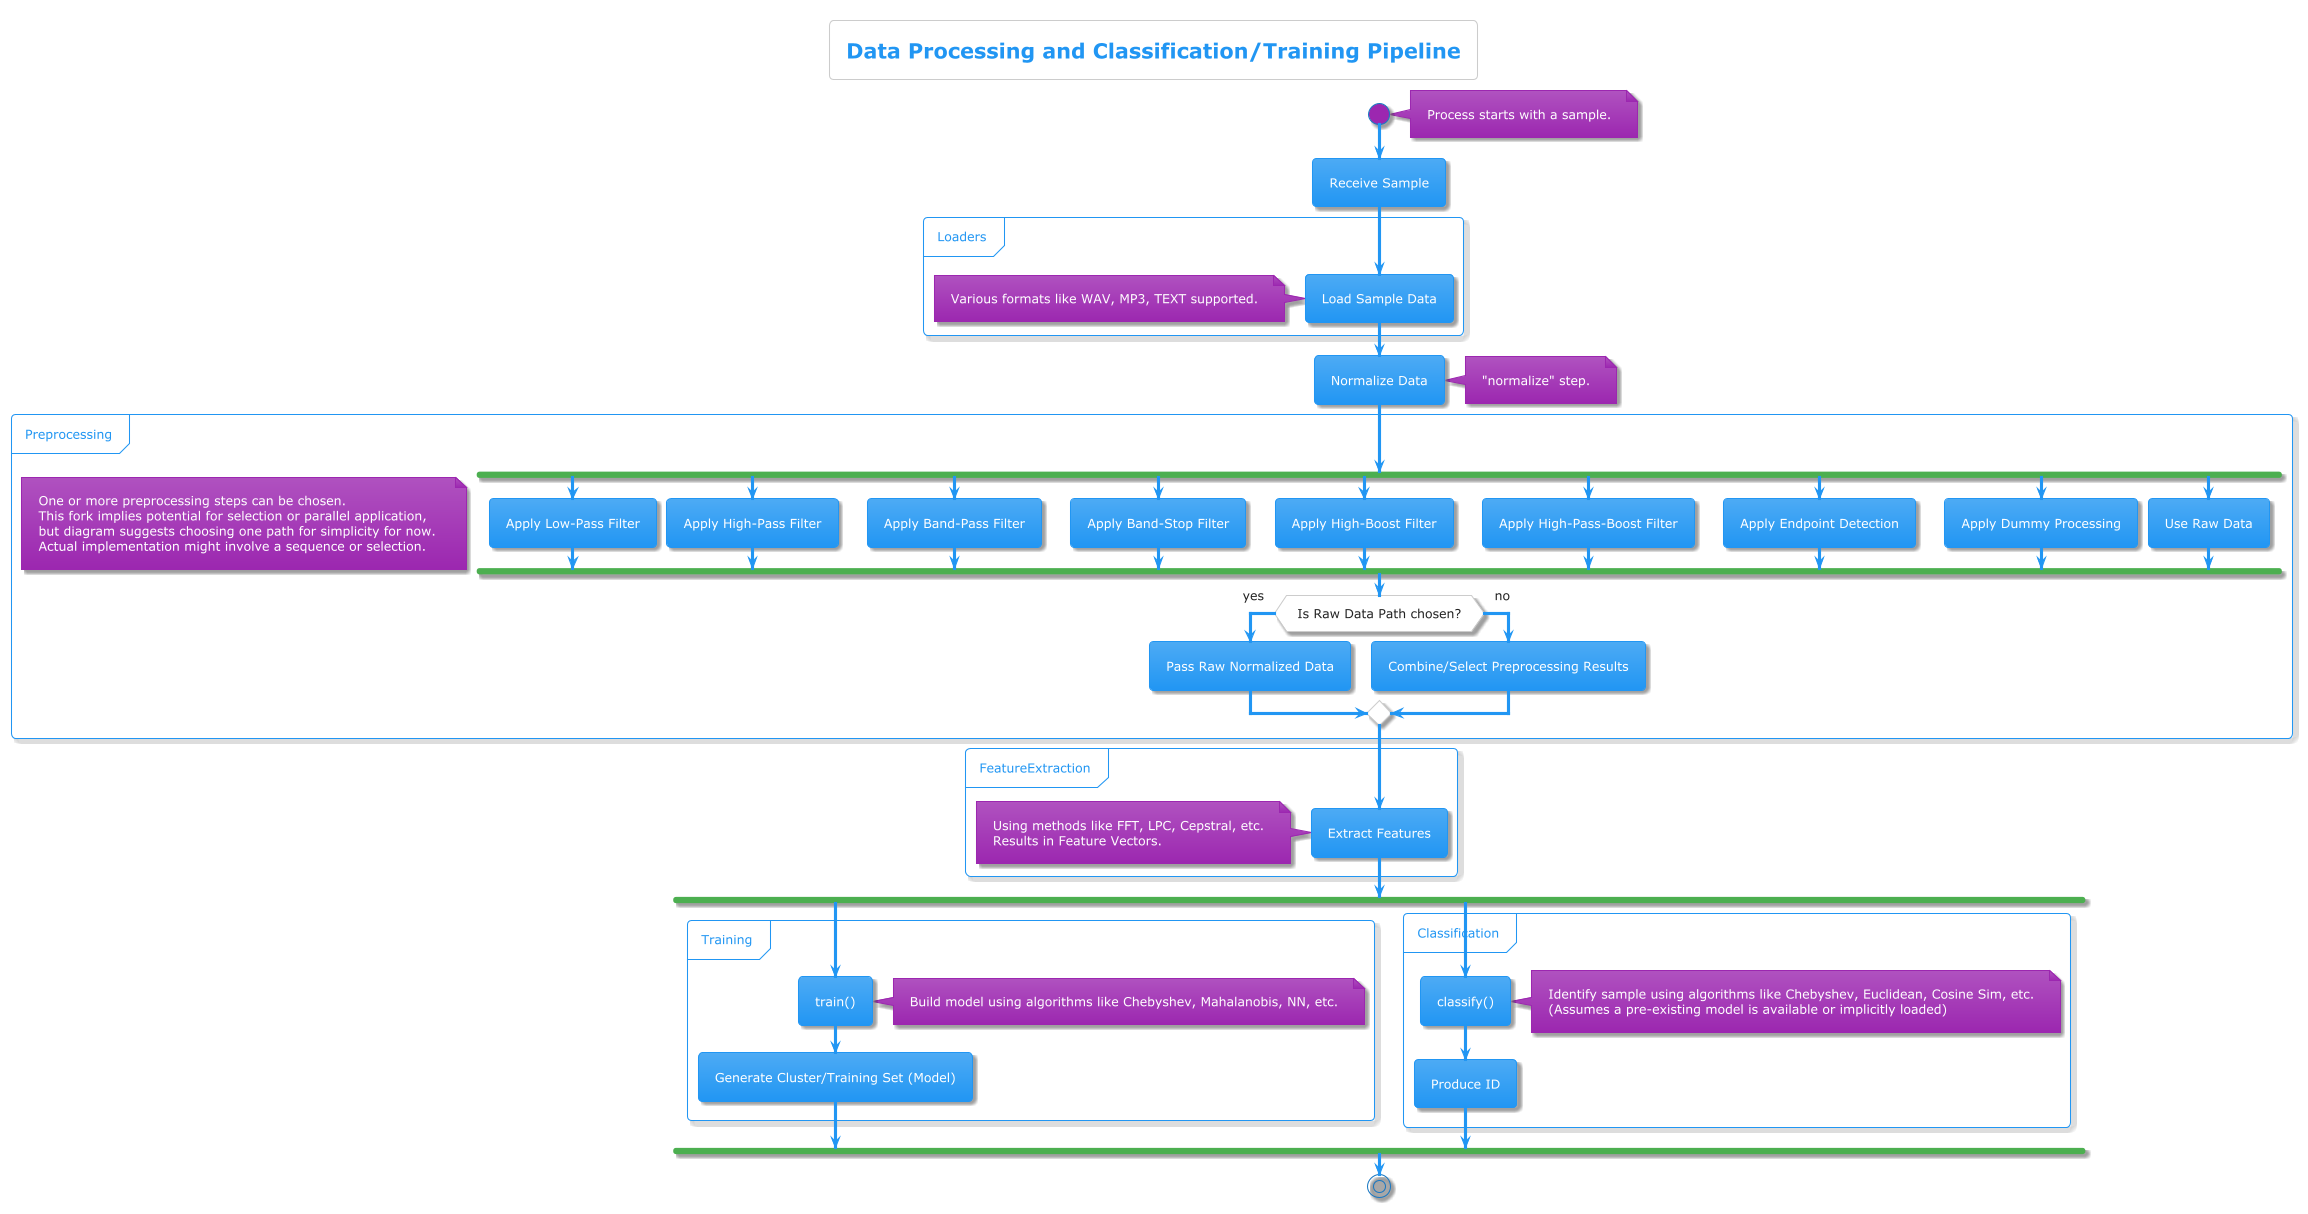 Data Processing and Classification/Training Pipeline
Process starts with a sample.
Receive Sample
Loaders
Various formats like WAV, MP3, TEXT supported.
Load Sample Data
Normalize Data
"normalize" step.
Preprocessing
One or more preprocessing steps can be chosen.
This fork implies potential for selection or parallel application,
but diagram suggests choosing one path for simplicity for now.
Actual implementation might involve a sequence or selection.
Apply Low-Pass Filter
Apply High-Pass Filter
Apply Band-Pass Filter
Apply Band-Stop Filter
Apply High-Boost Filter
Apply High-Pass-Boost Filter
Apply Endpoint Detection
Apply Dummy Processing
Use Raw Data
yes
Is Raw Data Path chosen?
no
Pass Raw Normalized Data
Combine/Select Preprocessing Results
FeatureExtraction
Using methods like FFT, LPC, Cepstral, etc.
Results in Feature Vectors.
Extract Features
Training
train()
Build model using algorithms like Chebyshev, Mahalanobis, NN, etc.
Generate Cluster/Training Set (Model)
Classification
classify()
Identify sample using algorithms like Chebyshev, Euclidean, Cosine Sim, etc.
(Assumes a pre-existing model is available or implicitly loaded)
Produce ID